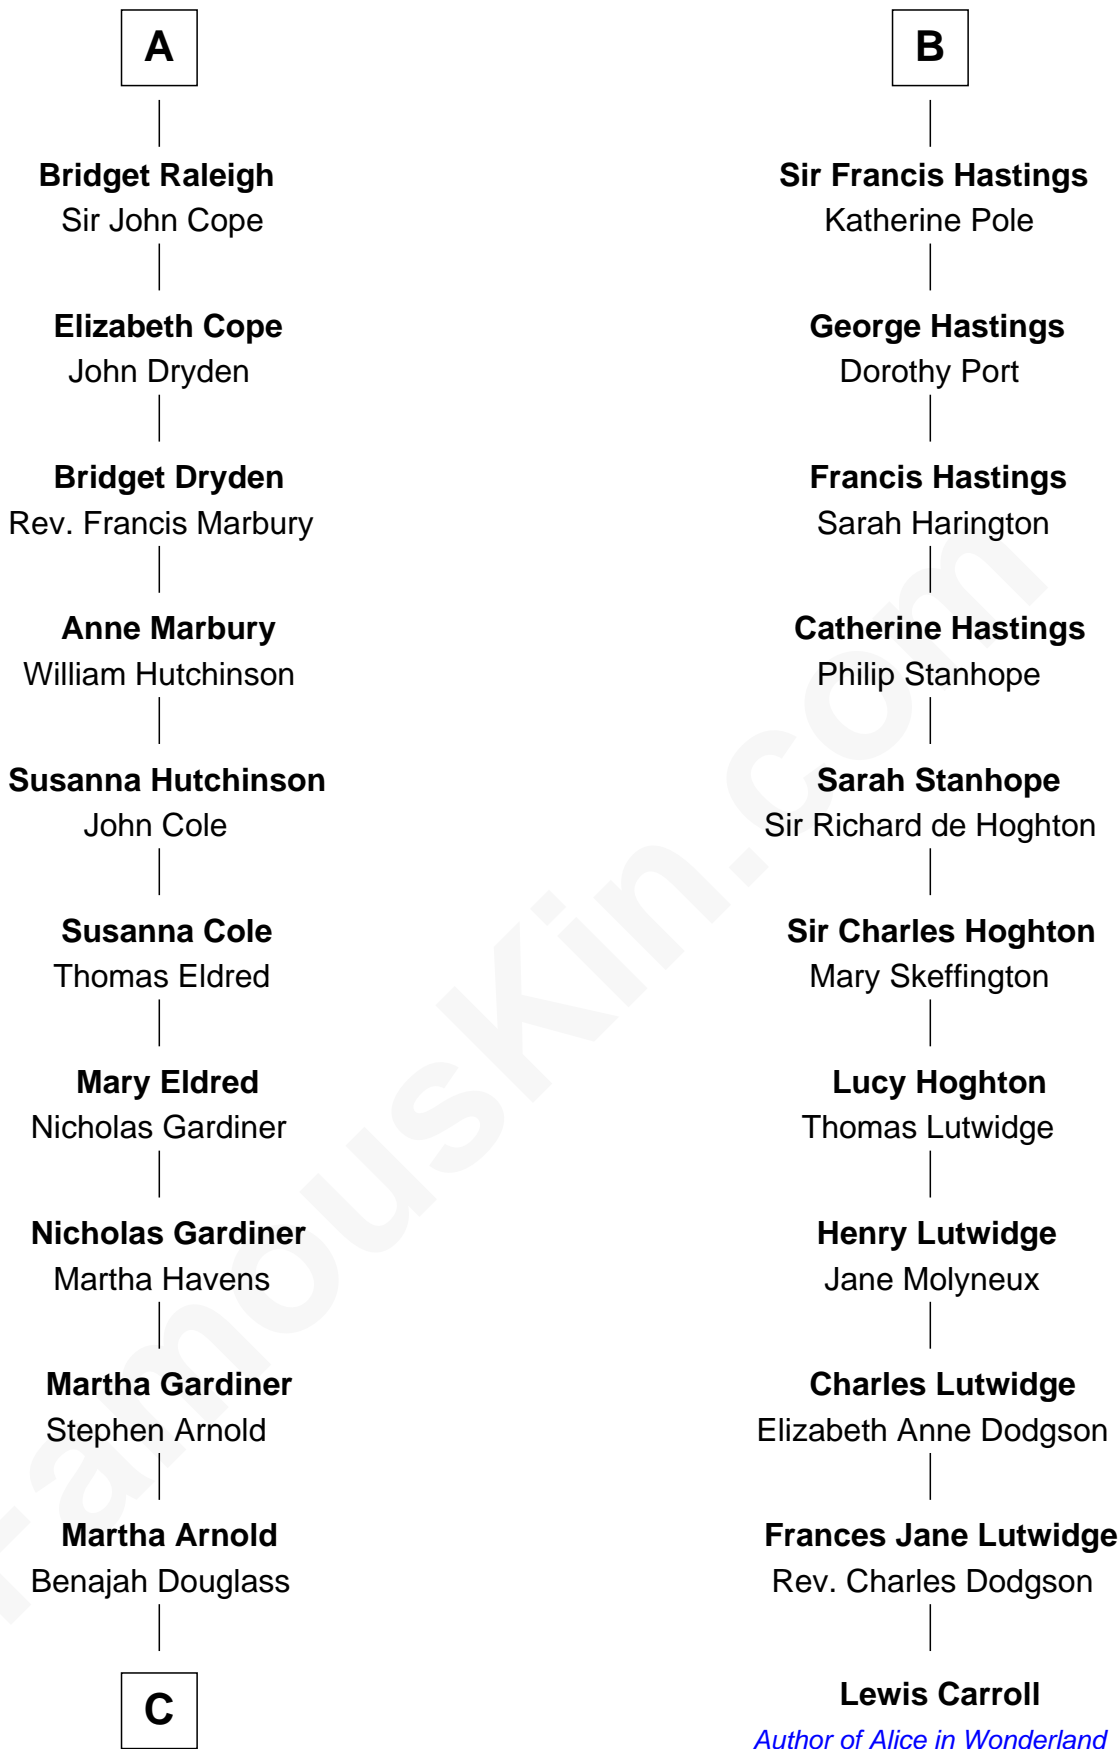 A
Bridget Raleigh
Sir John Cope
Elizabeth Cope
John Dryden
Bridget Dryden
Rev. Francis Marbury
Anne Marbury
William Hutchinson
Susanna Hutchinson
John Cole
Susanna Cole
Thomas Eldred
Mary Eldred
Nicholas Gardiner
Nicholas Gardiner
Martha Havens
Martha Gardiner
Stephen Arnold
Martha Arnold
Benajah Douglass
C
B
Sir Francis Hastings
Katherine Pole
George Hastings
Dorothy Port
Francis Hastings
Sarah Harington
Catherine Hastings
Philip Stanhope
Sarah Stanhope
Sir Richard de Hoghton
Sir Charles Hoghton
Mary Skeffington
Lucy Hoghton
Thomas Lutwidge
Henry Lutwidge
Jane Molyneux
Charles Lutwidge
Elizabeth Anne Dodgson
Frances Jane Lutwidge
Rev. Charles Dodgson
Lewis Carroll
Author of Alice in Wonderland
FamousKin.com